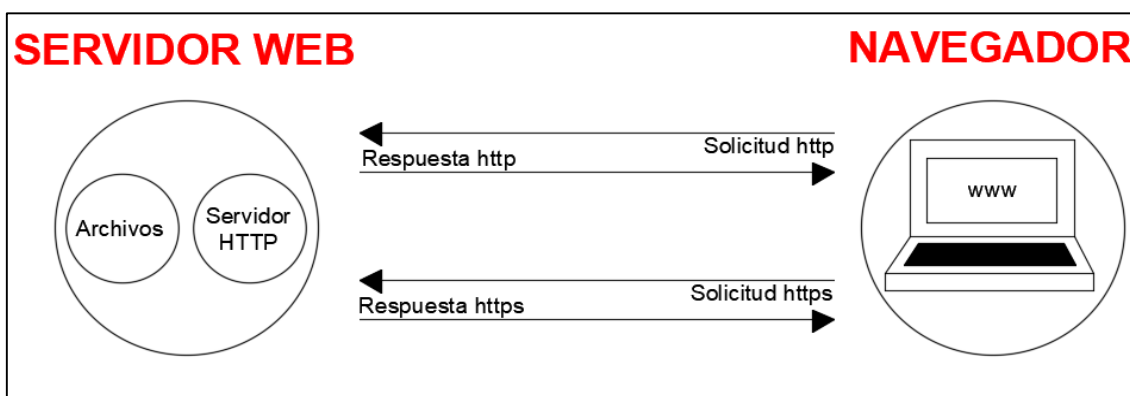 SERVIDOR WEB
NAVEGADOR
Solicitud http
Respuesta http
www
Archivos
Servidor
HTTP
Solicitud https
Respuesta https